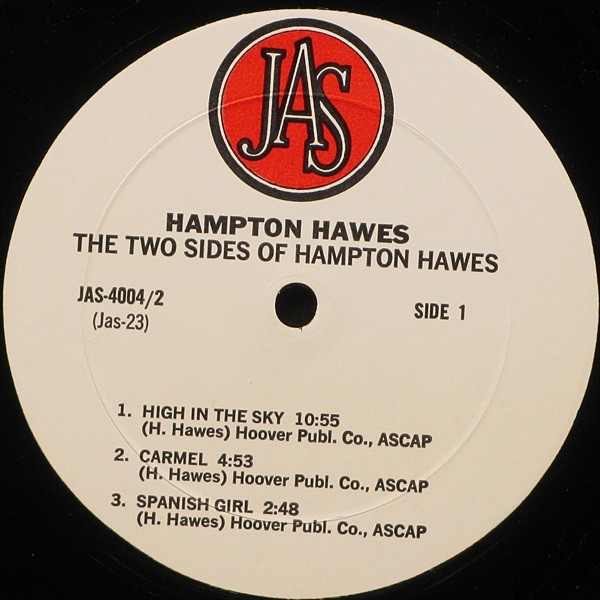 JAS
HAMPTON HAWES
THE TWO SIDES OF HAMPTON HAWES
JAS-4004/2
(Jas-23)
SIDE 1
1. HIGH IN THE SKY 10:55
(H. Hawes) Hoover Publ. Co., ASCAP
2. CARMEL 4:53
(H. Hawes) Hoover Publ. Co., ASCAP
3. SPANISH GIRL 2:48
(H. Hawes) Hoover Publ. Co., ASCAP